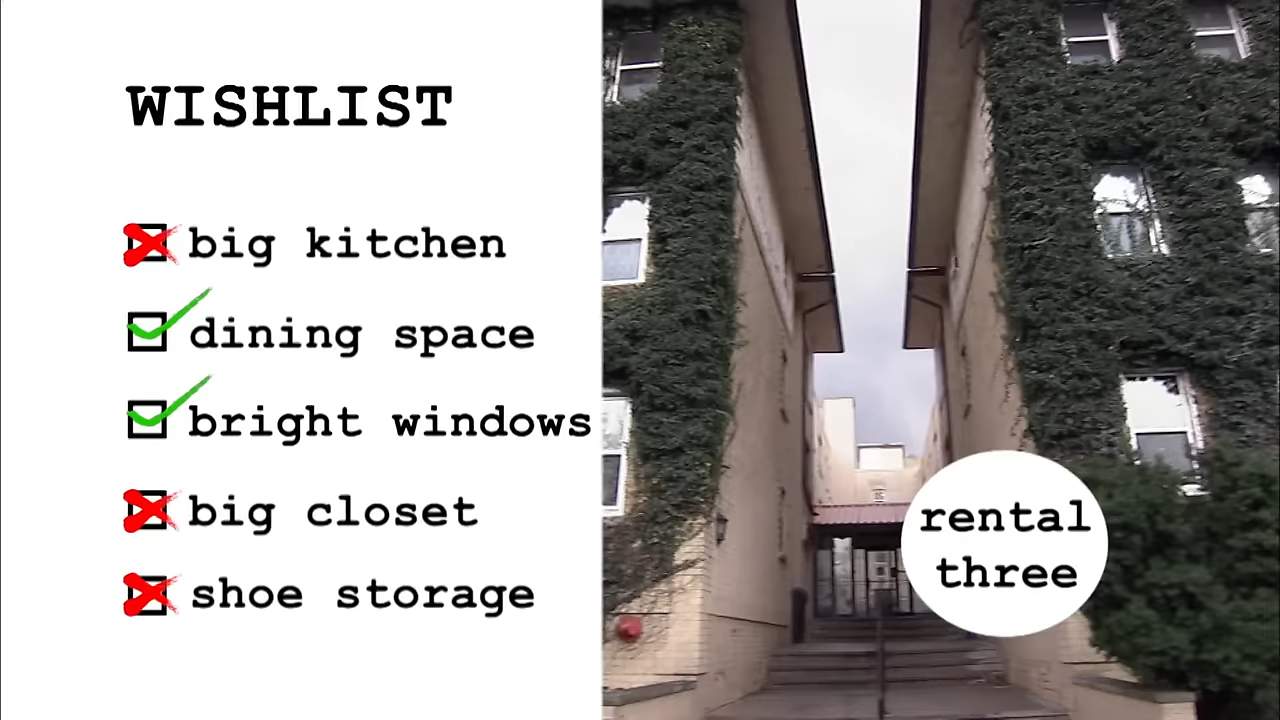 WISHLIST
big kitchen
dining space
bright windows
big closet
shoe storage
rental
three